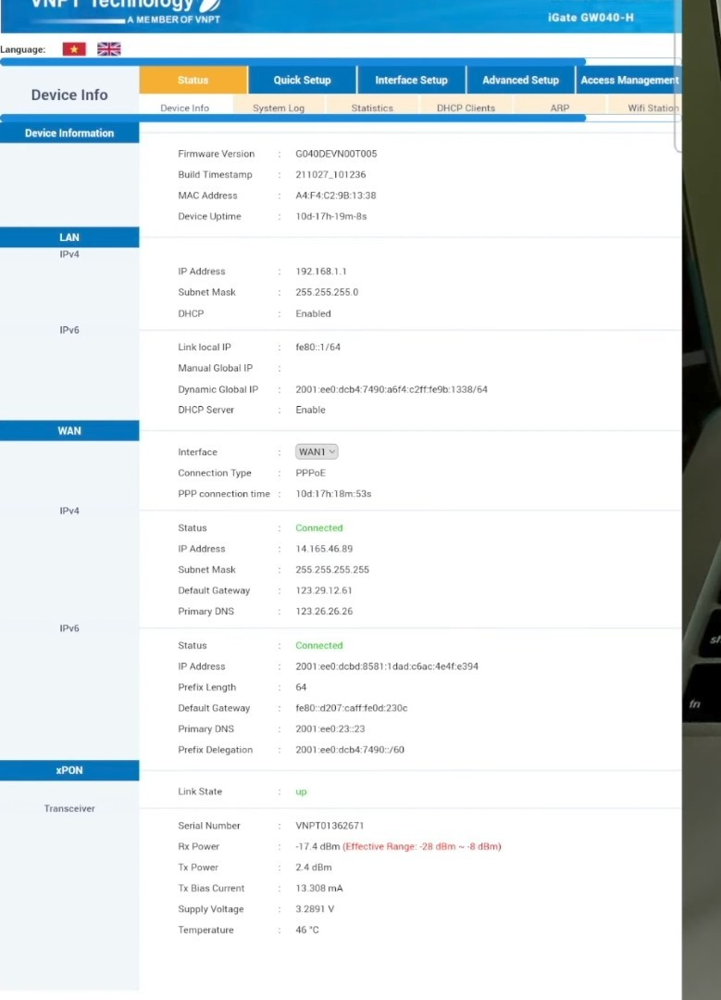 VNPT Technology
A MEMBER OF VNPT
iGate GW040-H
Language:
Device Info
Status Quick Setup Interface Setup Advanced Setup Access Management
Device Info System Log Statistics DHCP Clients ARP Wifi Station
Device Information
Firmware Version : G040DEVN00T005
Build Timestamp : 211027_101236
MAC Address : A4:F4:C2:9B:13:38
Device Uptime : 10d-17h-19m-8s
LAN
IPv4
IP Address : 192.168.1.1
Subnet Mask : 255.255.255.0
DHCP : Enabled
IPv6
Link local IP : fe80::1/64
Manual Global IP :
Dynamic Global IP : 2001:ee0:dcb4:7490:a6f4:c2ff:fe9b:1338/64
DHCP Server : Enable
WAN
Interface : WAN1
Connection Type : PPPoE
PPP connection time : 10d:17h:18m:53s
IPv4
Status : Connected
IP Address : 14.165.46.89
Subnet Mask : 255.255.255.255
Default Gateway : 123.29.12.61
Primary DNS : 123.26.26.26
IPv6
Status : Connected
IP Address : 2001:ee0:dcbd:8581:1dad:c6ac:4e4f:e394
Prefix Length : 64
Default Gateway : fe80::d207:caff:fe0d:230c
Primary DNS : 2001:ee0:23::23
Prefix Delegation : 2001:ee0:dcb4:7490::/60
xPON
Link State : up
Transceiver
Serial Number : VNPT01362671
Rx Power : -17.4 dBm (Effective Range: -28 dBm ~ -8 dBm)
Tx Power : 2.4 dBm
Tx Bias Current : 13.308 mA
Supply Voltage : 3.2891 V
Temperature : 46 °C
sh
fn